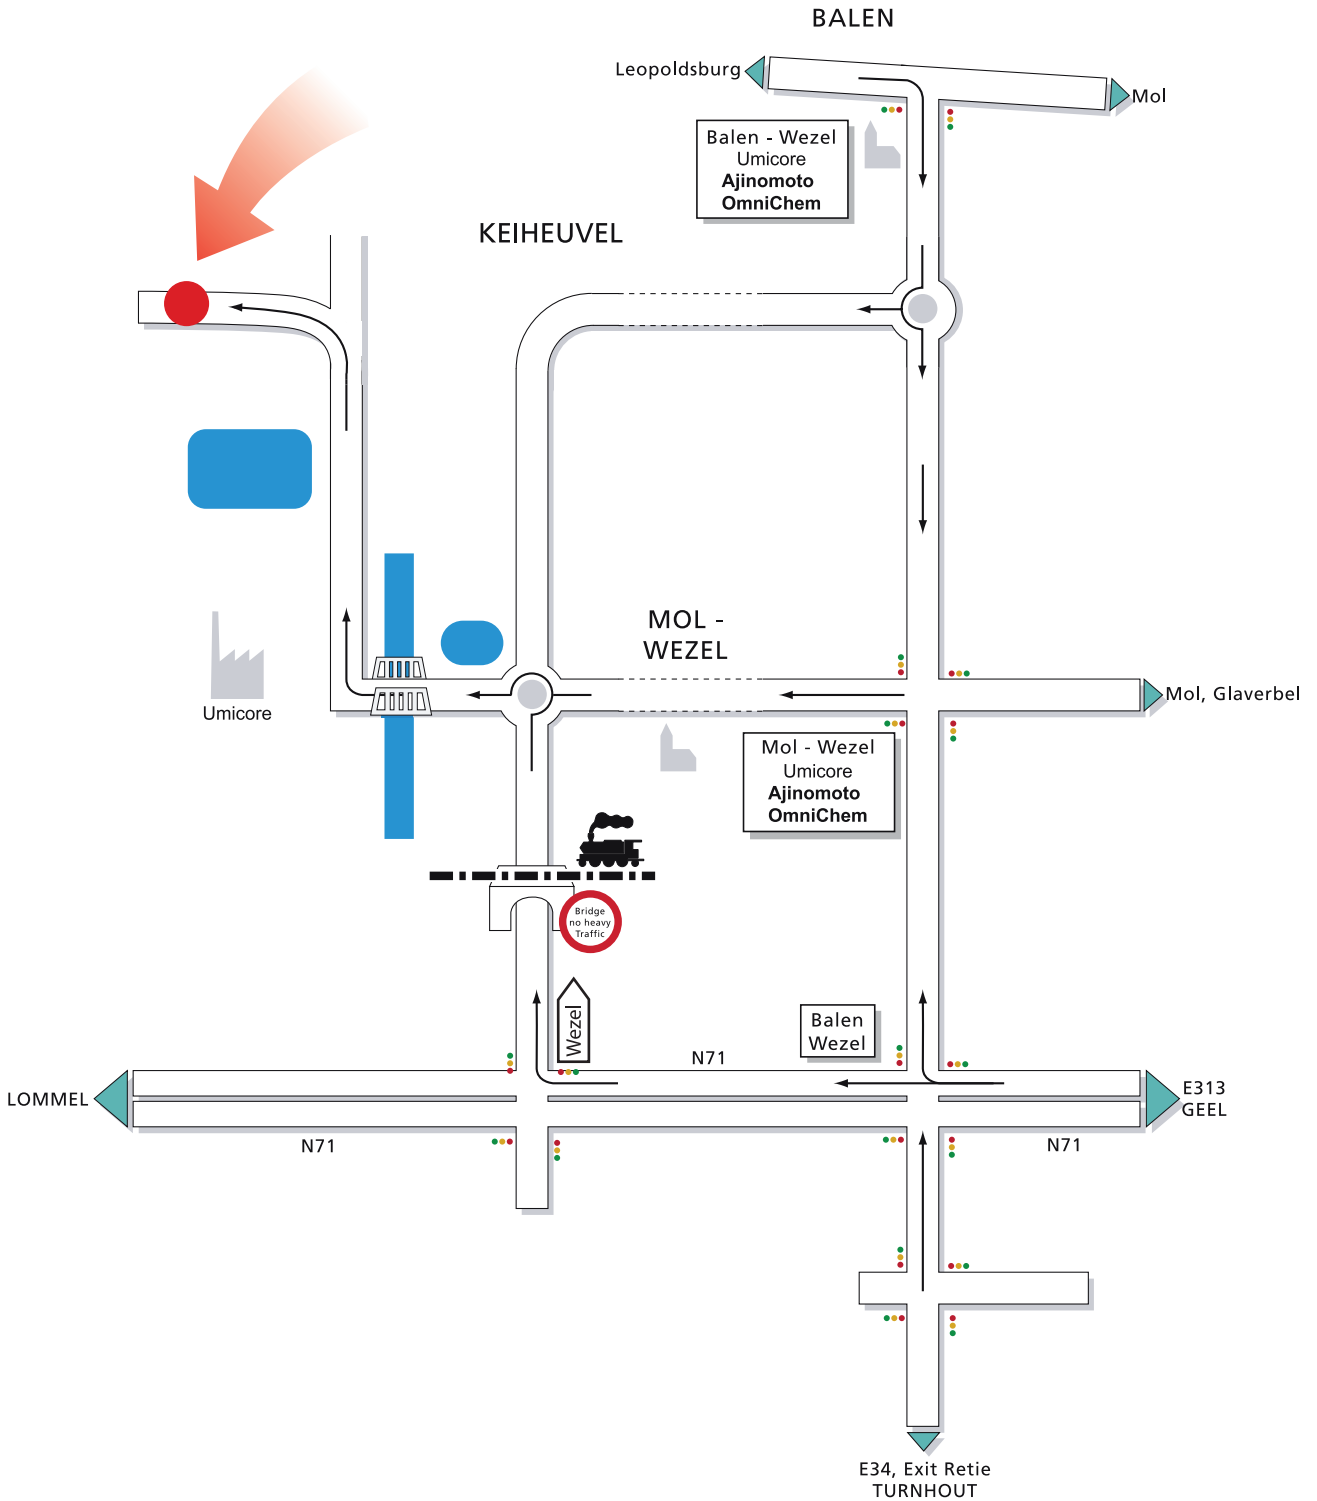 BALEN
Leopoldsburg
Mol
Balen - Wezel
Umicore
Ajinomoto
OmniChem
KEIHEUVEL
MOL -
WEZEL
Mol, Glaverbel
Umicore
Mol - Wezel
Umicore
Ajinomoto
OmniChem
Bridge
no heavy
Traffic
Wezel
Balen
Wezel
N71
LOMMEL
E313
GEEL
N71
N71
E34, Exit Retie
TURNHOUT